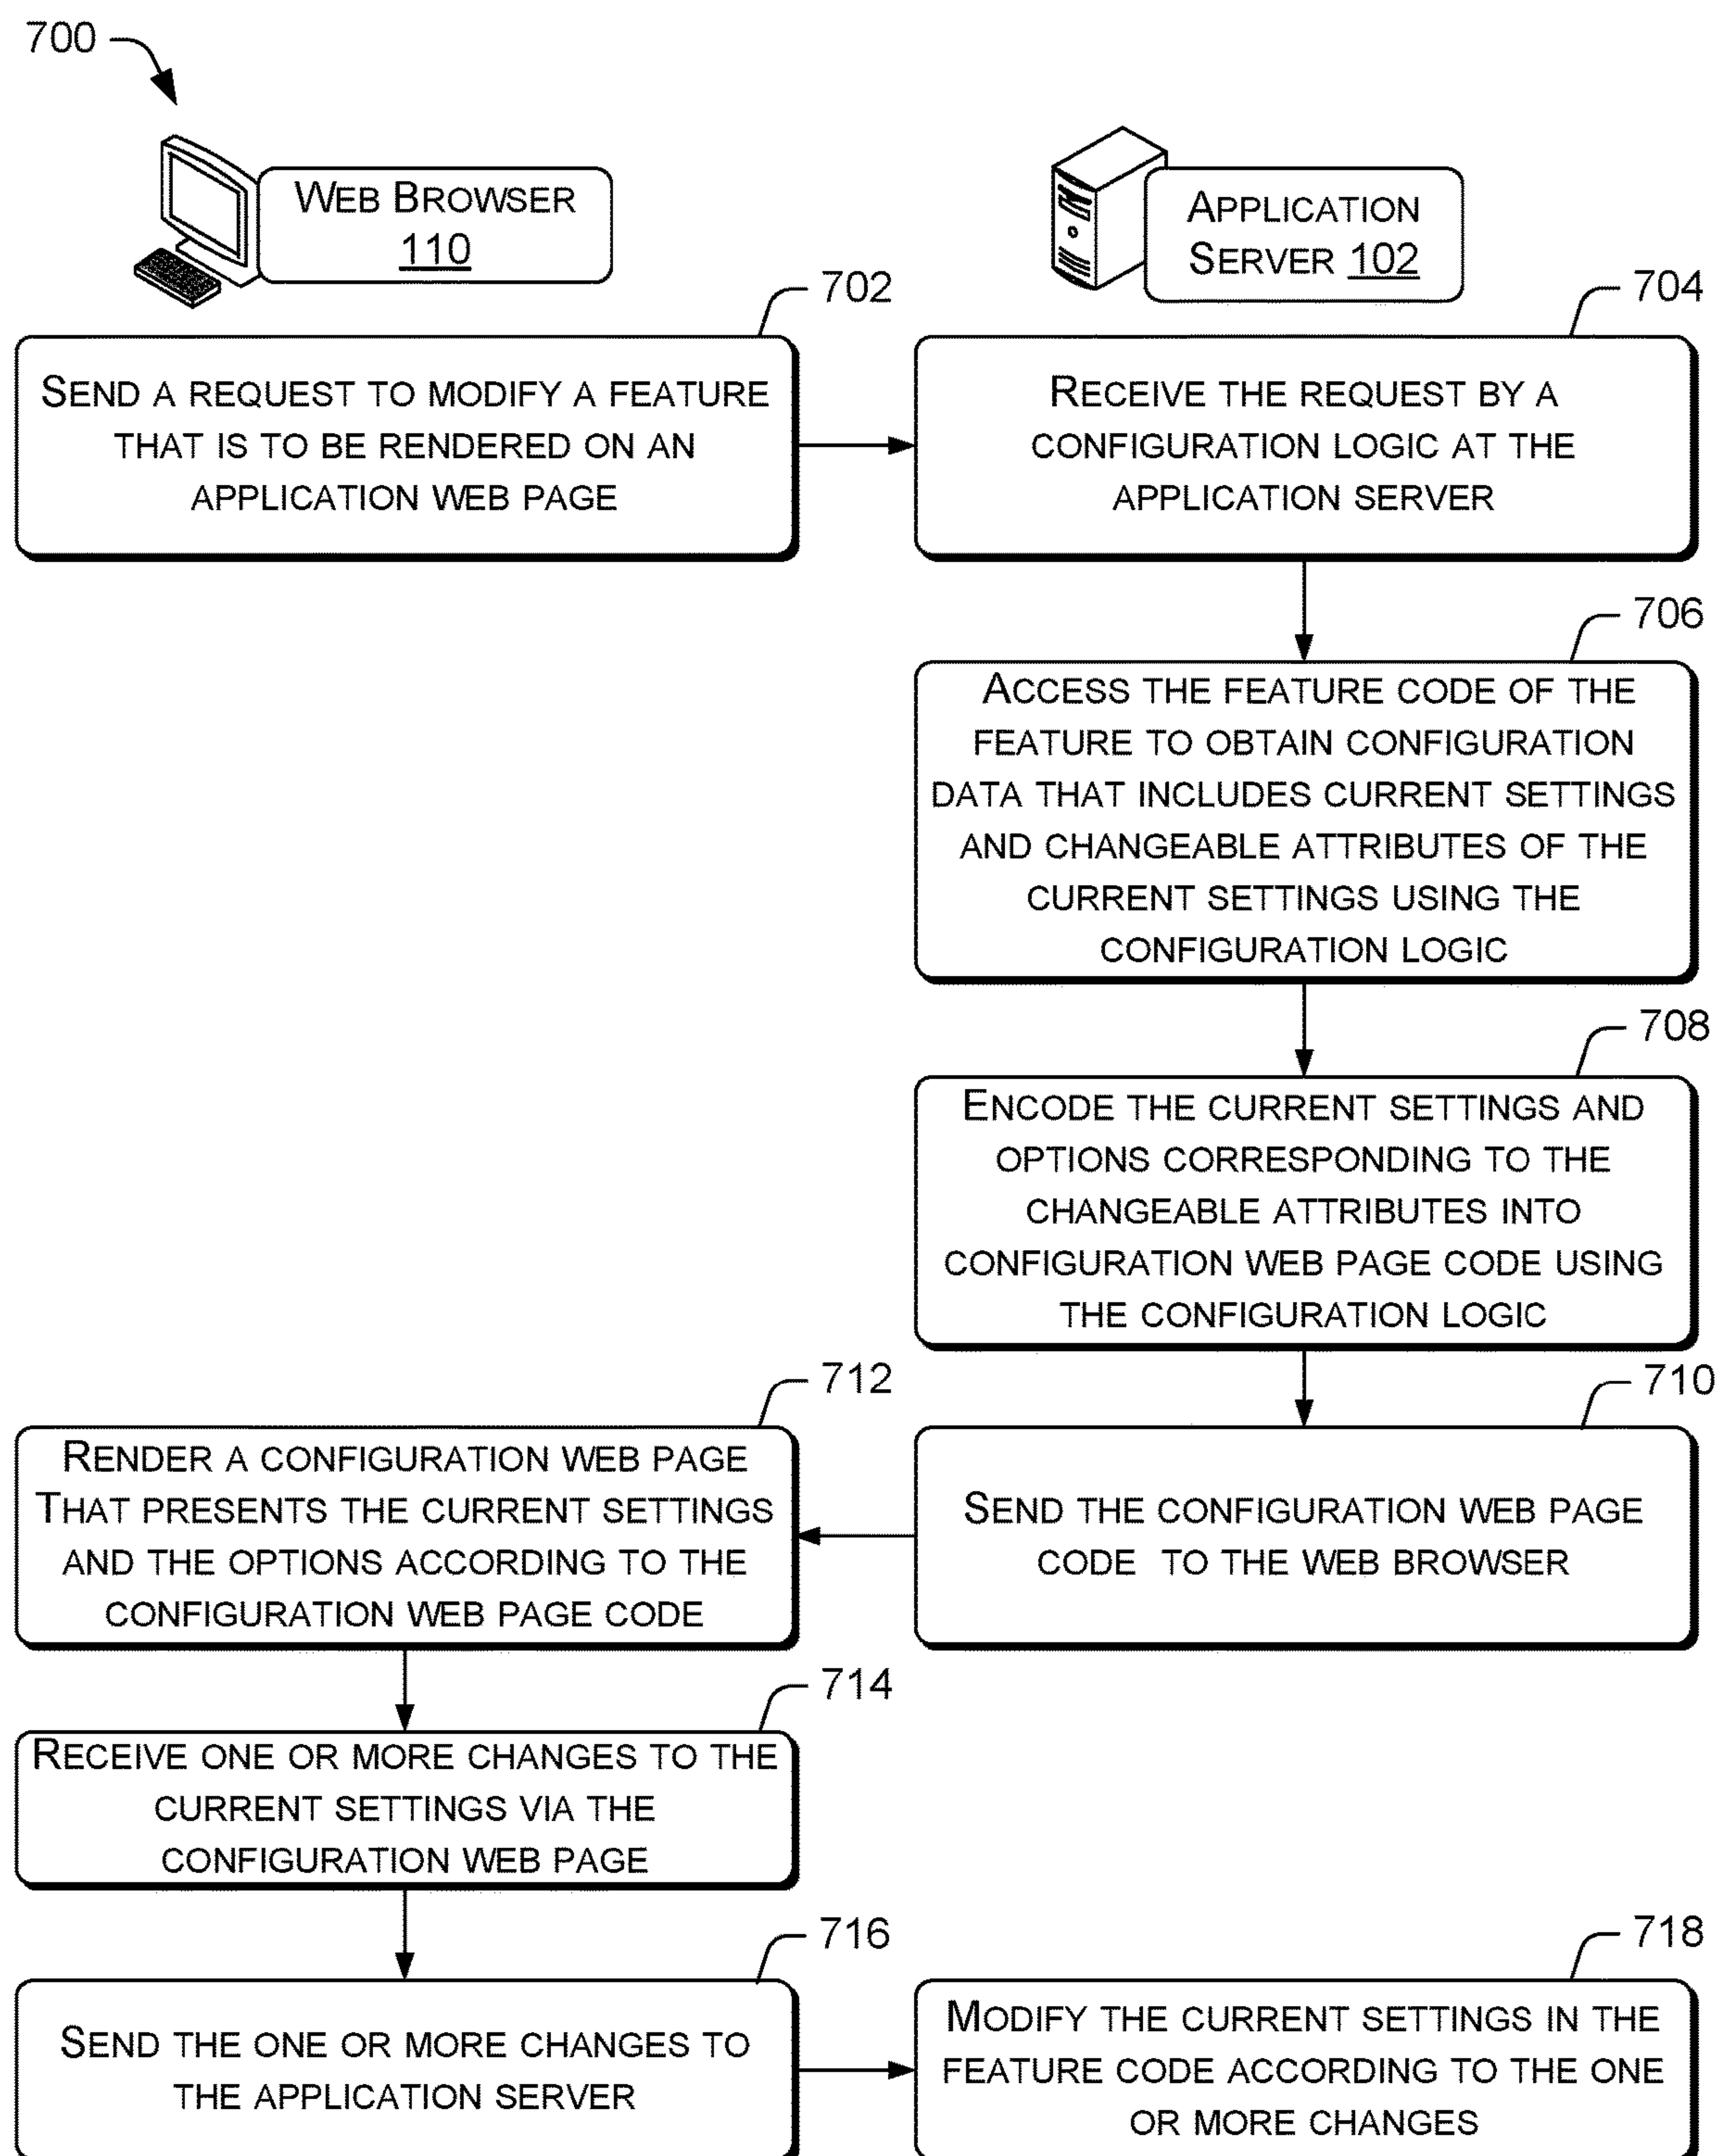 700
WEB BROWSER
110
APPLICATION
SERVER 102
702
SEND A REQUEST TO MODIFY A FEATURE
THAT IS TO BE RENDERED ON AN
APPLICATION WEB PAGE
704
RECEIVE THE REQUEST BY A
CONFIGURATION LOGIC AT THE
APPLICATION SERVER
706
ACCESS THE FEATURE CODE OF THE
FEATURE TO OBTAIN CONFIGURATION
DATA THAT INCLUDES CURRENT SETTINGS
AND CHANGEABLE ATTRIBUTES OF THE
CURRENT SETTINGS USING THE
CONFIGURATION LOGIC
708
ENCODE THE CURRENT SETTINGS AND
OPTIONS CORRESPONDING TO THE
CHANGEABLE ATTRIBUTES INTO
CONFIGURATION WEB PAGE CODE USING
THE CONFIGURATION LOGIC
710
SEND THE CONFIGURATION WEB PAGE
CODE TO THE WEB BROWSER
712
RENDER A CONFIGURATION WEB PAGE
THAT PRESENTS THE CURRENT SETTINGS
AND THE OPTIONS ACCORDING TO THE
CONFIGURATION WEB PAGE CODE
714
RECEIVE ONE OR MORE CHANGES TO THE
CURRENT SETTINGS VIA THE
CONFIGURATION WEB PAGE
716
SEND THE ONE OR MORE CHANGES TO
THE APPLICATION SERVER
718
MODIFY THE CURRENT SETTINGS IN THE
FEATURE CODE ACCORDING TO THE ONE
OR MORE CHANGES